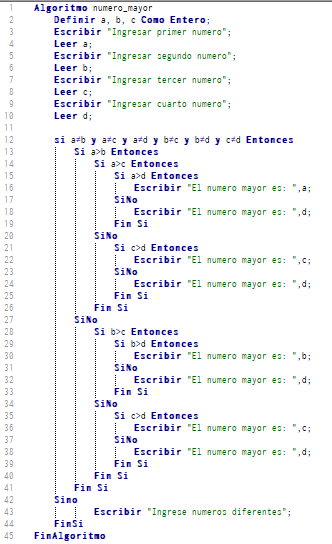 1 Algoritmo numero_mayor
2 Definir a, b, c Como Entero;
3 Escribir "Ingresar primer numero";
4 Leer a;
5 Escribir "Ingresar segundo numero";
6 Leer b;
7 Escribir "Ingresar tercer numero";
8 Leer c;
9 Escribir "Ingresar cuarto numero";
10 Leer d;
11
12 si a≠b y a≠c y a≠d y b≠c y b≠d y c≠d Entonces
13 Si a>b Entonces
14 Si a>c Entonces
15 Si a>d Entonces
16 Escribir "El numero mayor es: ",a;
17 SiNo
18 Escribir "El numero mayor es: ",d;
19 Fin Si
20 SiNo
21 Si c>d Entonces
22 Escribir "El numero mayor es: ",c;
23 SiNo
24 Escribir "El numero mayor es: ",d;
25 Fin Si
26 Fin Si
27 SiNo
28 Si b>c Entonces
29 Si b>d Entonces
30 Escribir "El numero mayor es: ",b;
31 SiNo
32 Escribir "El numero mayor es: ",d;
33 Fin Si
34 SiNo
35 Si c>d Entonces
36 Escribir "El numero mayor es: ",c;
37 SiNo
38 Escribir "El numero mayor es: ",d;
39 Fin Si
40 Fin Si
41 Fin Si
42 Sino
43 Escribir "Ingrese numeros diferentes";
44 FinSi
45 FinAlgoritmo